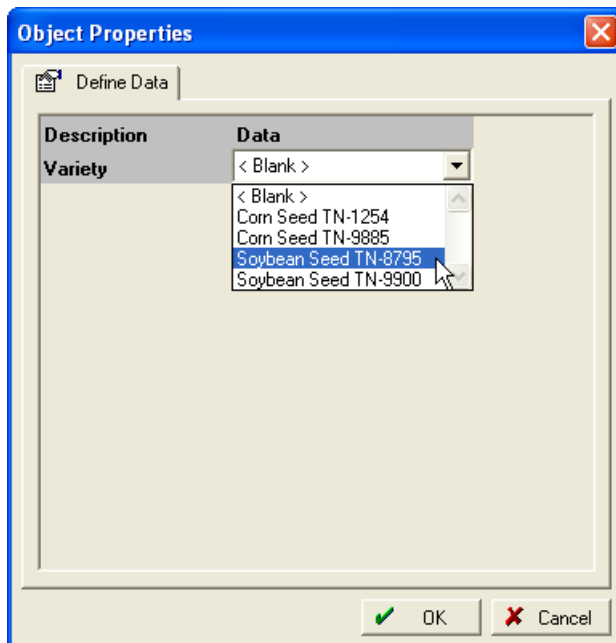 Object Properties
Define Data
Description Data
Variety < Blank >
< Blank >
Corn Seed TN-1254
Corn Seed TN-9885
Soybean Seed TN-8795
Soybean Seed TN-9900
OK Cancel